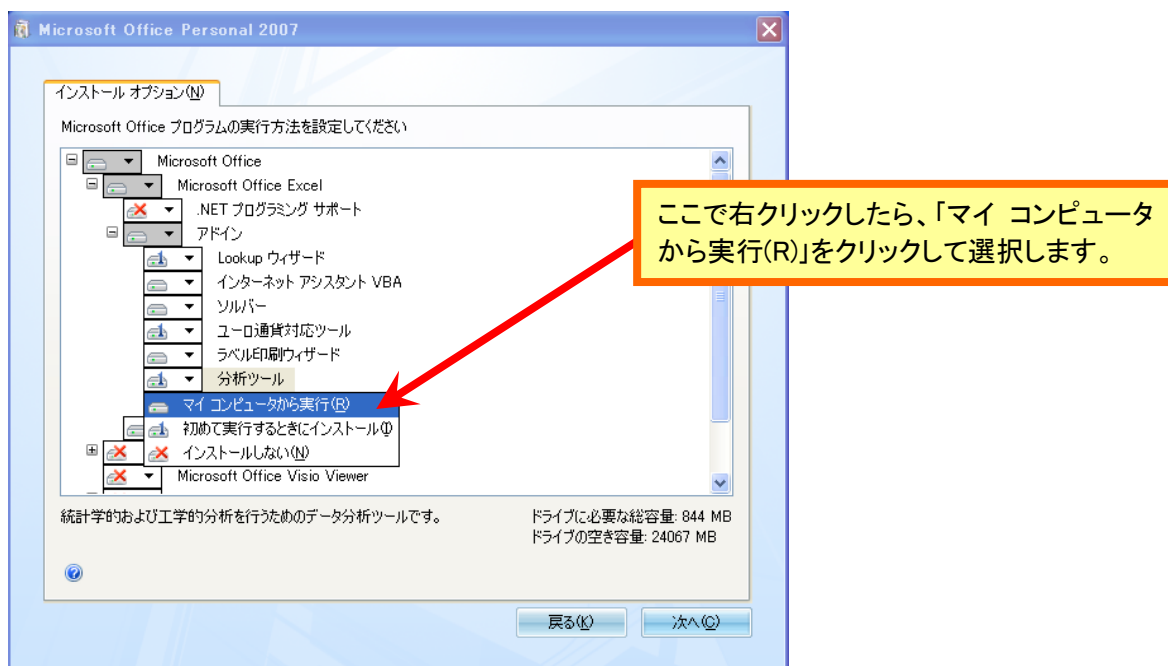 Microsoft Office Personal 2007
インストール オプション(N)
Microsoft Office プログラムの実行方法を設定してください
Microsoft Office
Microsoft Office Excel
.NET プログラミング サポート
アドイン
Lookup ウィザード
インターネット アシスタント VBA
ソルバー
ユーロ通貨対応ツール
ラベル印刷ウィザード
分析ツール
マイ コンピュータから実行(R)
初めて実行するときにインストール(I)
インストールしない(N)
Microsoft Office Visio Viewer
ここで右クリックしたら、「マイ コンピュータ
から実行(R)」をクリックして選択します。
統計学的および工学的分析を行うためのデータ分析ツールです。
ドライブに必要な総容量: 844 MB
ドライブの空き容量: 24067 MB
戻る(K)
次へ(C)